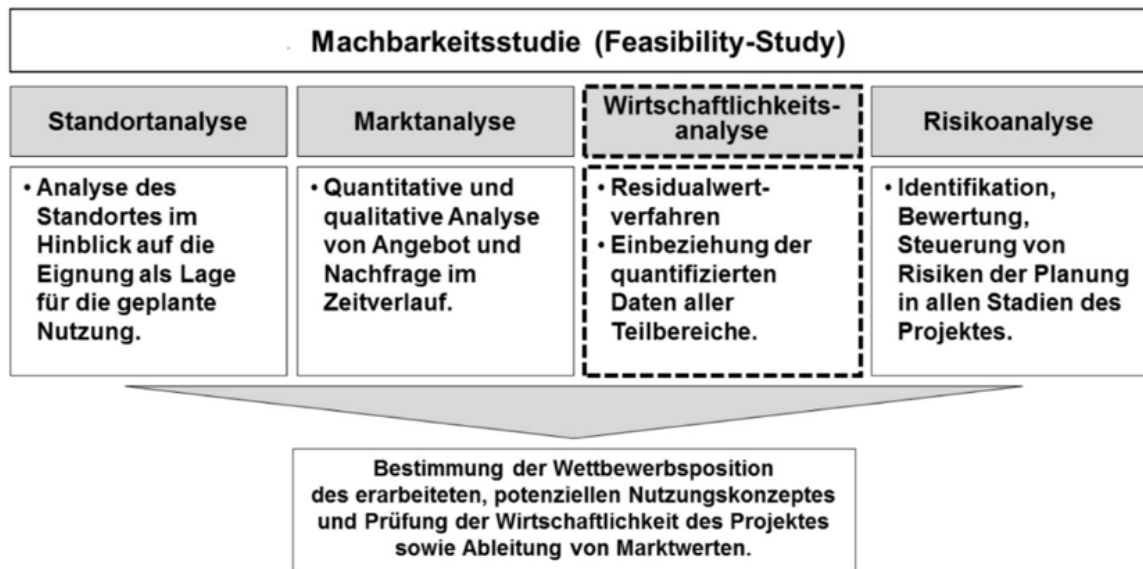 Machbarkeitsstudie (Feasibility-Study)
Standortanalyse
• Analyse des
Standortes im
Hinblick auf die
Eignung als Lage
für die geplante
Nutzung.
Marktanalyse
• Quantitative und
qualitative Analyse
von Angebot und
Nachfrage im
Zeitverlauf.
Wirtschaftlichkeits-
analyse
• Residualwert-
verfahren
• Einbeziehung der
quantifizierten
Daten aller
Teilbereiche.
Risikoanalyse
• Identifikation,
Bewertung,
Steuerung von
Risiken der Planung
in allen Stadien des
Projektes.
Bestimmung der Wettbewerbsposition
des erarbeiteten, potenziellen Nutzungskonzeptes
und Prüfung der Wirtschaftlichkeit des Projektes
sowie Ableitung von Marktwerten.